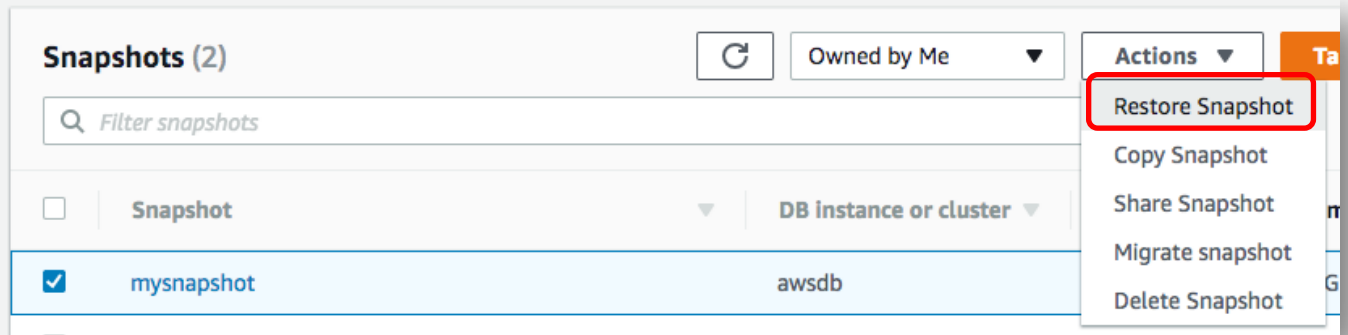 Snapshots (2)
Owned by Me
Actions
Ta
Restore Snapshot
Filter snapshots
Copy Snapshot
Snapshot
DB instance or cluster
Share Snapshot
Migrate snapshot
mysnapshot
awsdb
G
Delete Snapshot